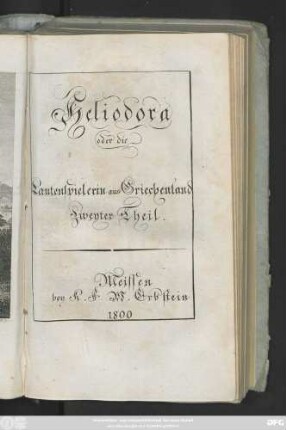 Heliodora
oder die
Lautenspielerin aus Griechenland
Zweyter Theil.
Meissen
bey K. F. W. Erbstein
1800